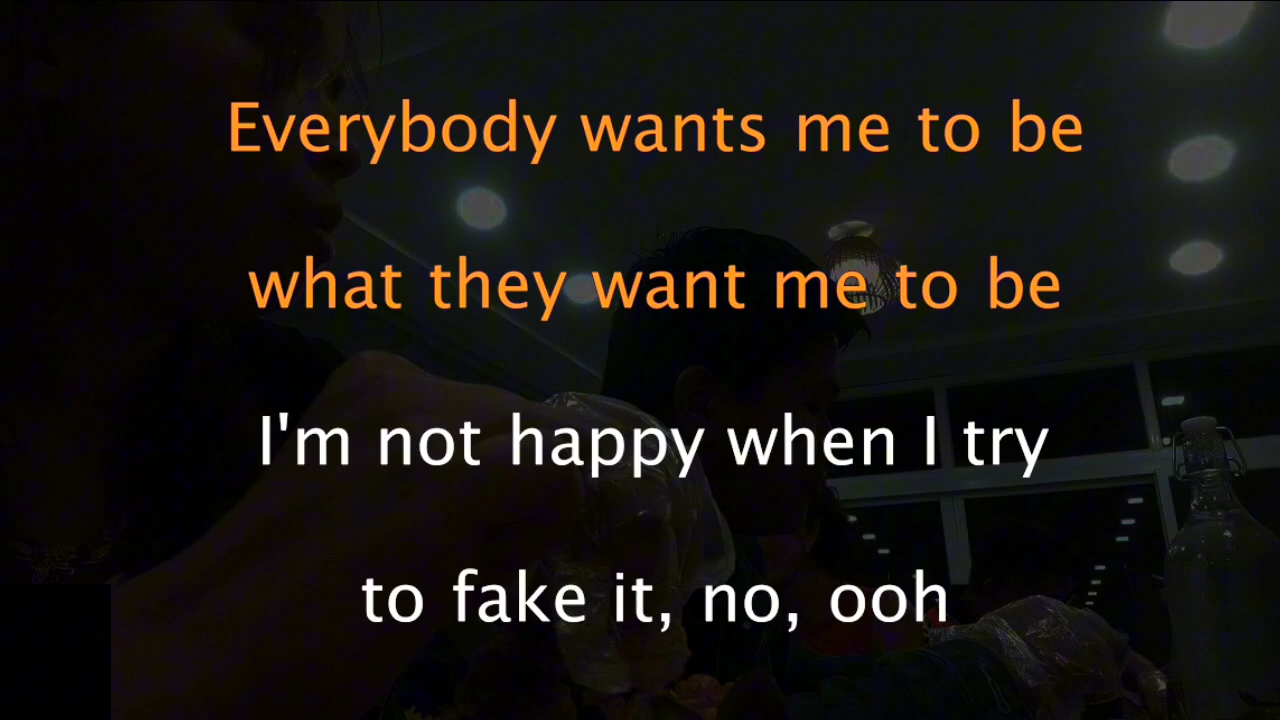 Everybody wants me to be
what they want me to be
I'm not happy when I try
to fake it, no, ooh